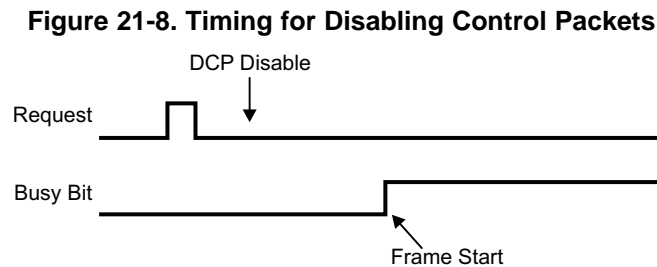 Figure 21-8. Timing for Disabling Control Packets
DCP Disable
Request
Busy Bit
Frame Start